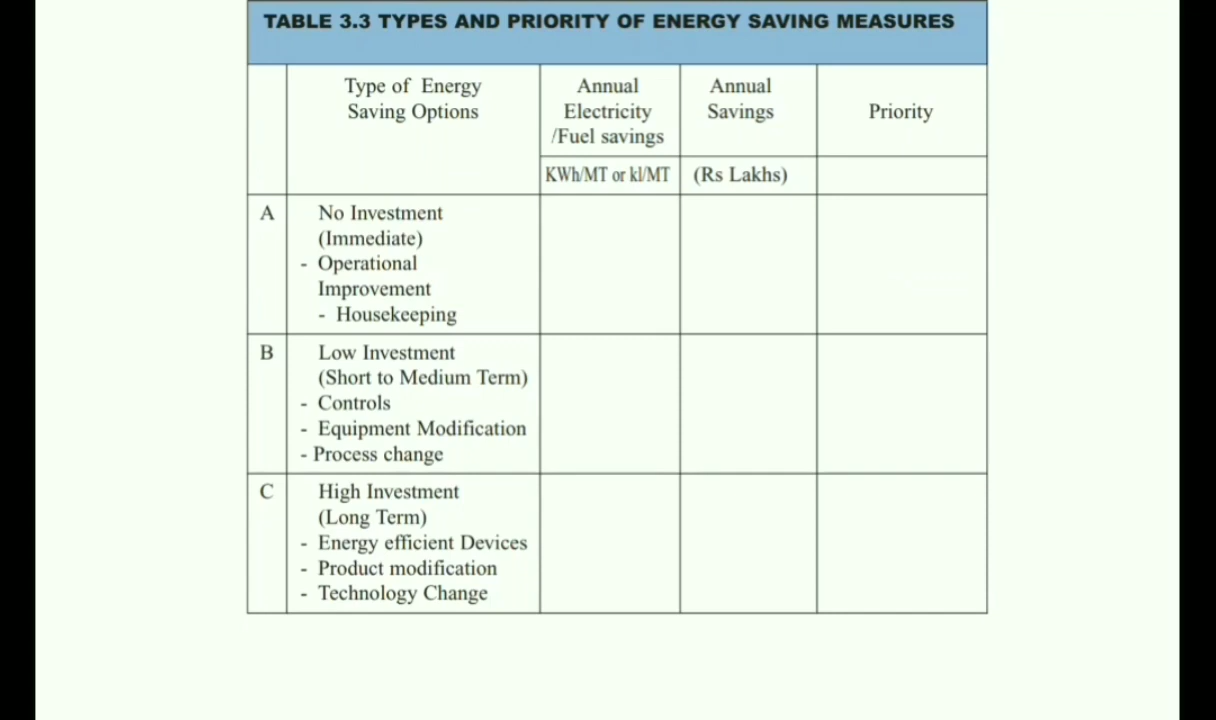 TABLE 3.3 TYPES AND PRIORITY OF ENERGY SAVING MEASURES
Type of Energy
Saving Options
Annual
Electricity
/Fuel savings
Annual
Savings
Priority
KWh/MT or kl/MT
(Rs Lakhs)
A
No Investment
(Immediate)
- Operational
Improvement
- Housekeeping
B
Low Investment
(Short to Medium Term)
- Controls
- Equipment Modification
- Process change
C
High Investment
(Long Term)
- Energy efficient Devices
- Product modification
- Technology Change